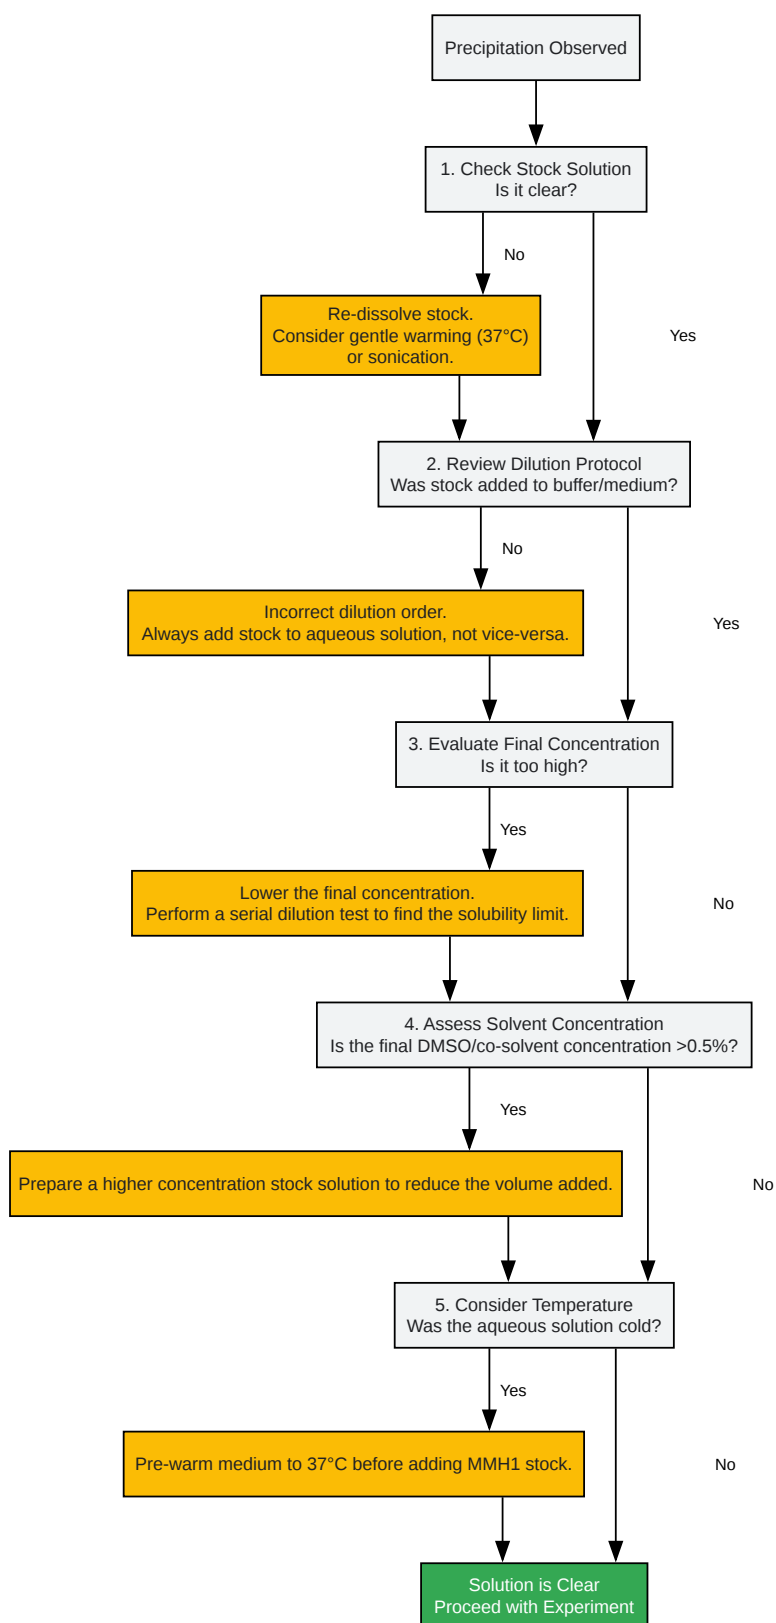 Precipitation Observed
1. Check Stock Solution
Is it clear?
No
Re-dissolve stock.
Consider gentle warming (37°C)
or sonication.
Yes
2. Review Dilution Protocol
Was stock added to buffer/medium?
No
Incorrect dilution order.
Always add stock to aqueous solution, not vice-versa.
Yes
3. Evaluate Final Concentration
Is it too high?
Yes
Lower the final concentration.
Perform a serial dilution test to find the solubility limit.
No
4. Assess Solvent Concentration
Is the final DMSO/co-solvent concentration >0.5%?
Yes
Prepare a higher concentration stock solution to reduce the volume added.
No
5. Consider Temperature
Was the aqueous solution cold?
Yes
Pre-warm medium to 37°C before adding MMH1 stock.
No
Solution is Clear
Proceed with Experiment